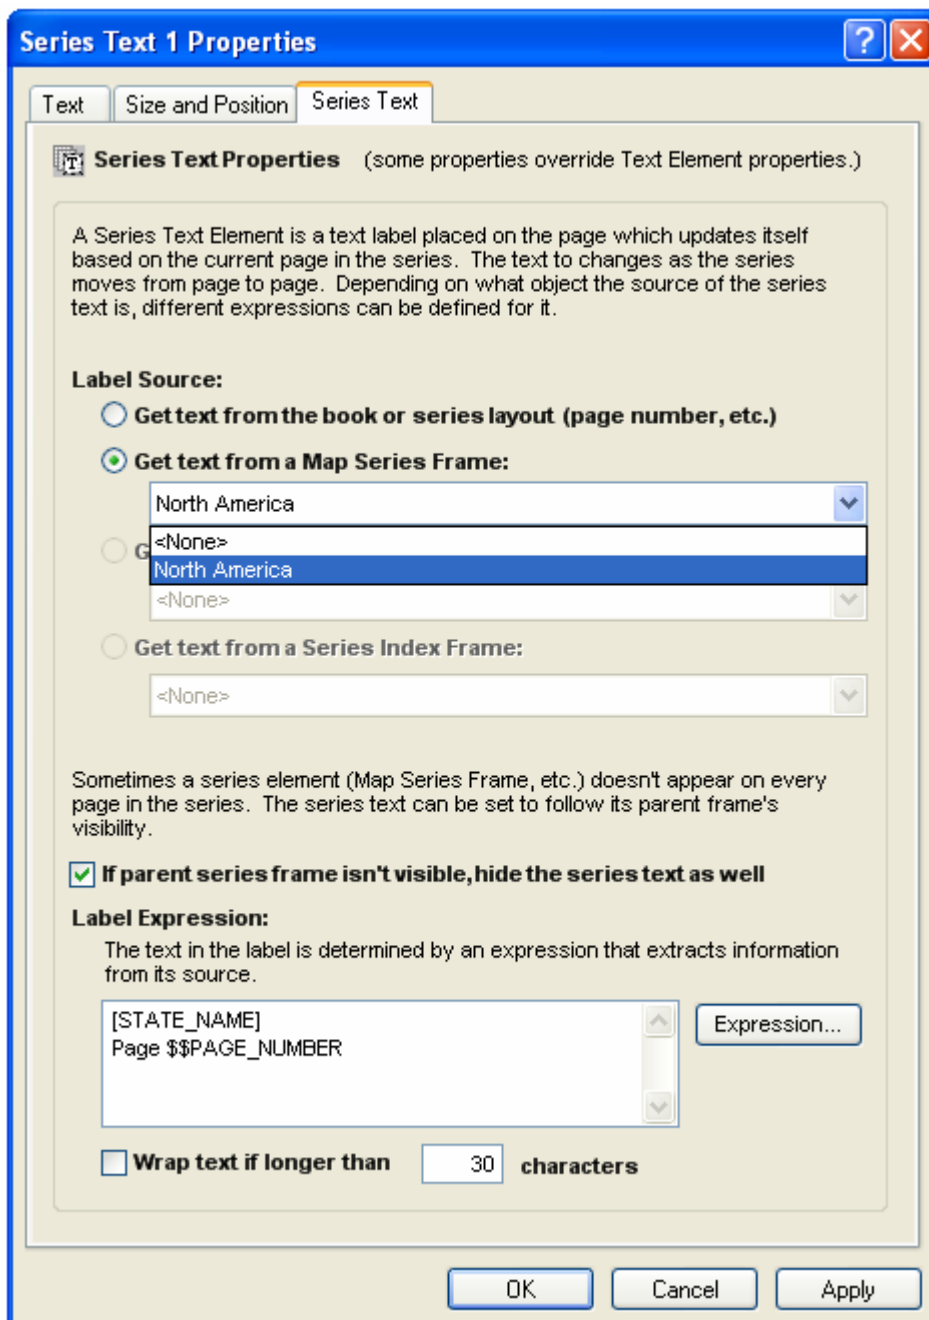 Series Text 1 Properties
Text
Size and Position
Series Text
Series Text Properties (some properties override Text Element properties.)
A Series Text Element is a text label placed on the page which updates itself
based on the current page in the series. The text to changes as the series
moves from page to page. Depending on what object the source of the series
text is, different expressions can be defined for it.
Label Source:
Get text from the book or series layout (page number, etc.)
Get text from a Map Series Frame:
North America
<None>
G
North America
<None>
Get text from a Series Index Frame:
<None>
Sometimes a series element (Map Series Frame, etc.) doesn't appear on every
page in the series. The series text can be set to follow its parent frame's
visibility.
If parent series frame isn't visible, hide the series text as well
Label Expression:
The text in the label is determined by an expression that extracts information
from its source.
[STATE_NAME]
Page $$PAGE_NUMBER
Expression...
Wrap text if longer than 30 characters
OK
Cancel
Apply